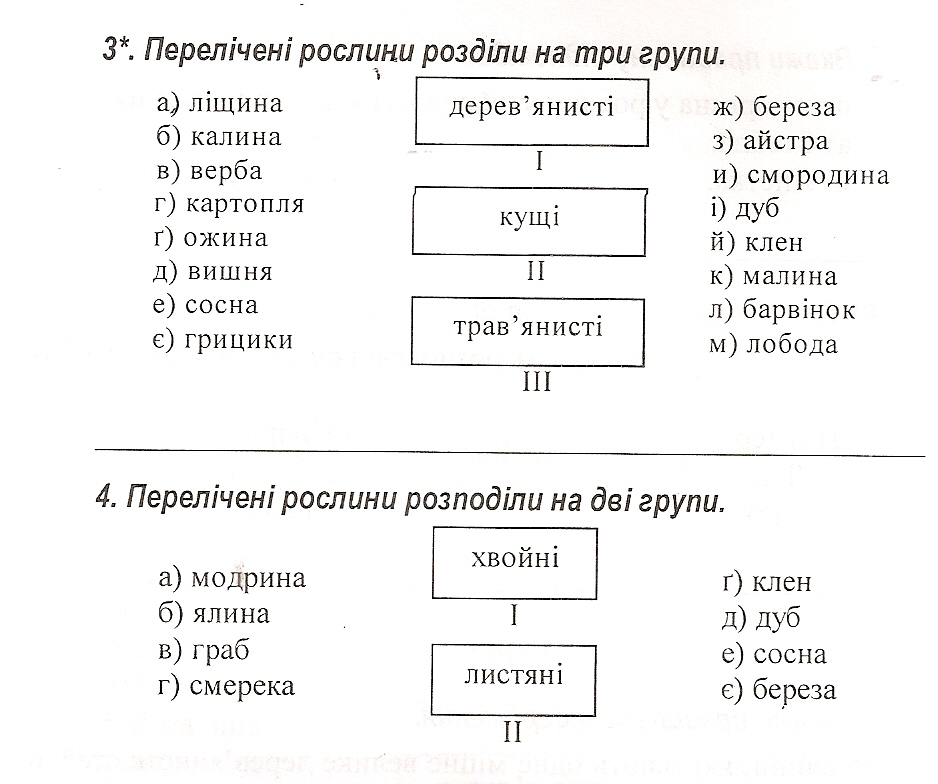 3*. Перелічені рослини розділи на три групи.
а) ліщина
б) калина
в) верба
г) картопля
ґ) ожина
д) вишня
е) сосна
є) грицики
дерев’янисті
I
кущі
II
трав’янисті
III
ж) береза
з) айстра
и) смородина
і) дуб
й) клен
к) малина
л) барвінок
м) лобода
4. Перелічені рослини розподіли на дві групи.
а) модрина
б) ялина
в) граб
г) смерека
хвойні
I
листяні
II
ґ) клен
д) дуб
е) сосна
є) береза